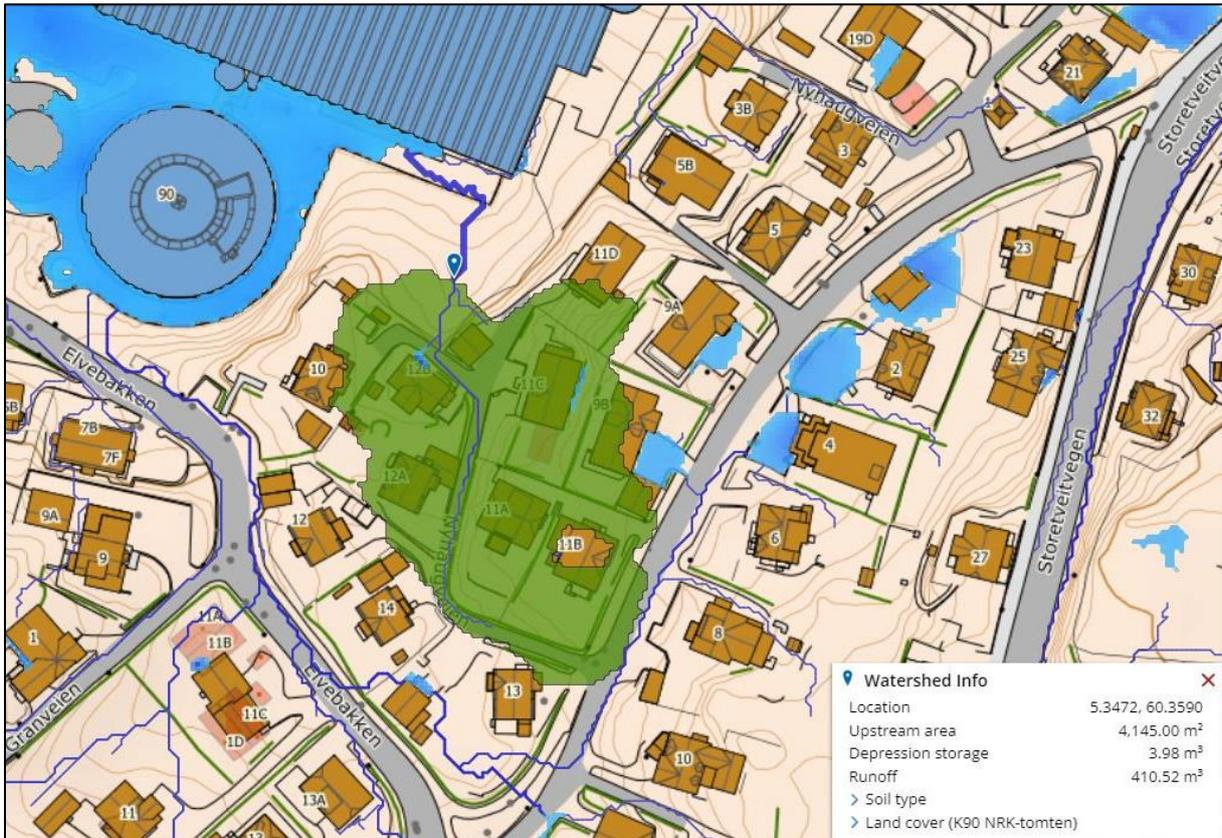 19D
21
Nyhaugveien
3B
3
Storetveitv
Storetve
5B
90
5
23
30
11D
9A
Elvebakken
10
12B
11C
2
25
9B
32
5B
7B
7F
4
12A
9A
11A
12
11B
6
27
Storetveitvegen
9
Nyhaugveien
14
11A
8
1
11B
13
Granveien
Elvebakken
11C
1D
10
13A
11
13
Watershed Info
Location 5.3472, 60.3590
Upstream area 4,145.00 m²
Depression storage 3.98 m³
Runoff 410.52 m³
Soil type
Land cover (K90 NRK-tomten)